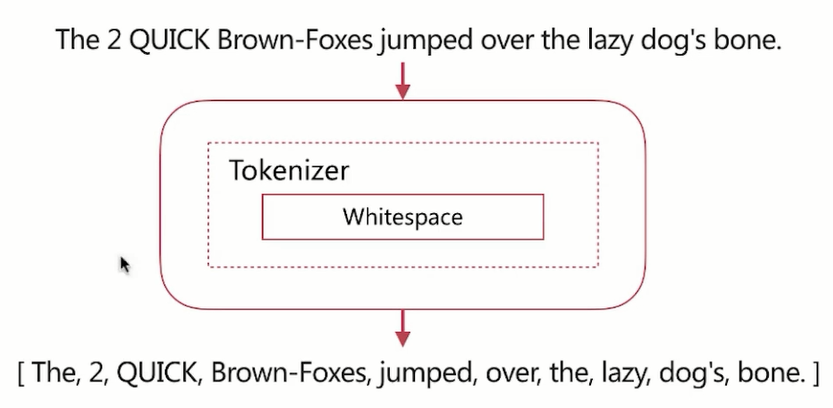 The 2 QUICK Brown-Foxes jumped over the lazy dog's bone.
Tokenizer
Whitespace
[ The, 2, QUICK, Brown-Foxes, jumped, over, the, lazy, dog's, bone. ]